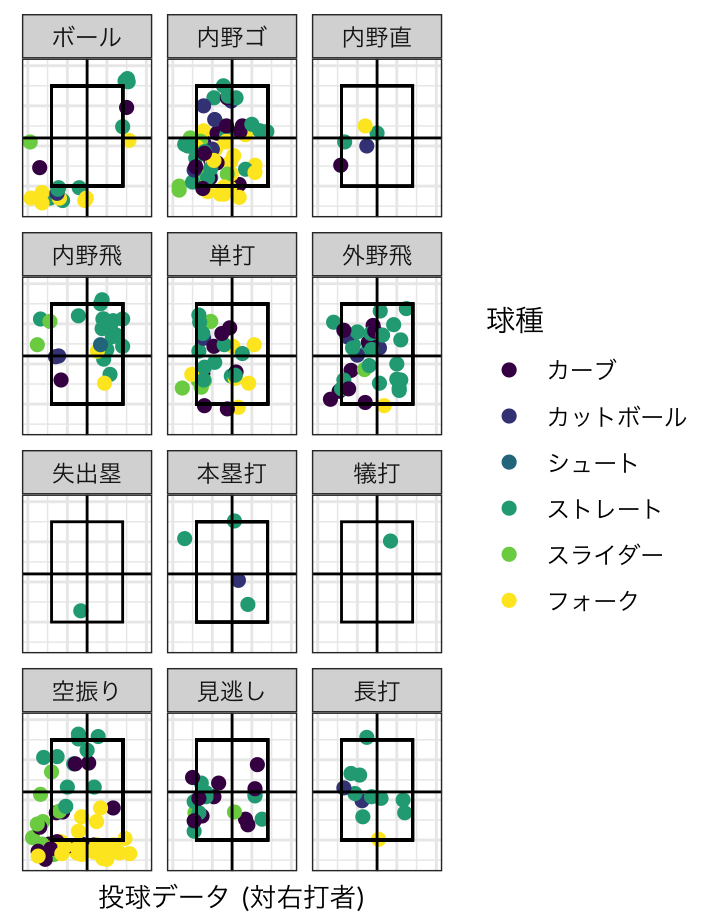 ボール
内野ゴ
内野直
内野飛
単打
外野飛
失出塁
本塁打
犠打
空振り
見逃し
長打
投球データ (対右打者)
球種
カーブ
カットボール
シュート
ストレート
スライダー
フォーク